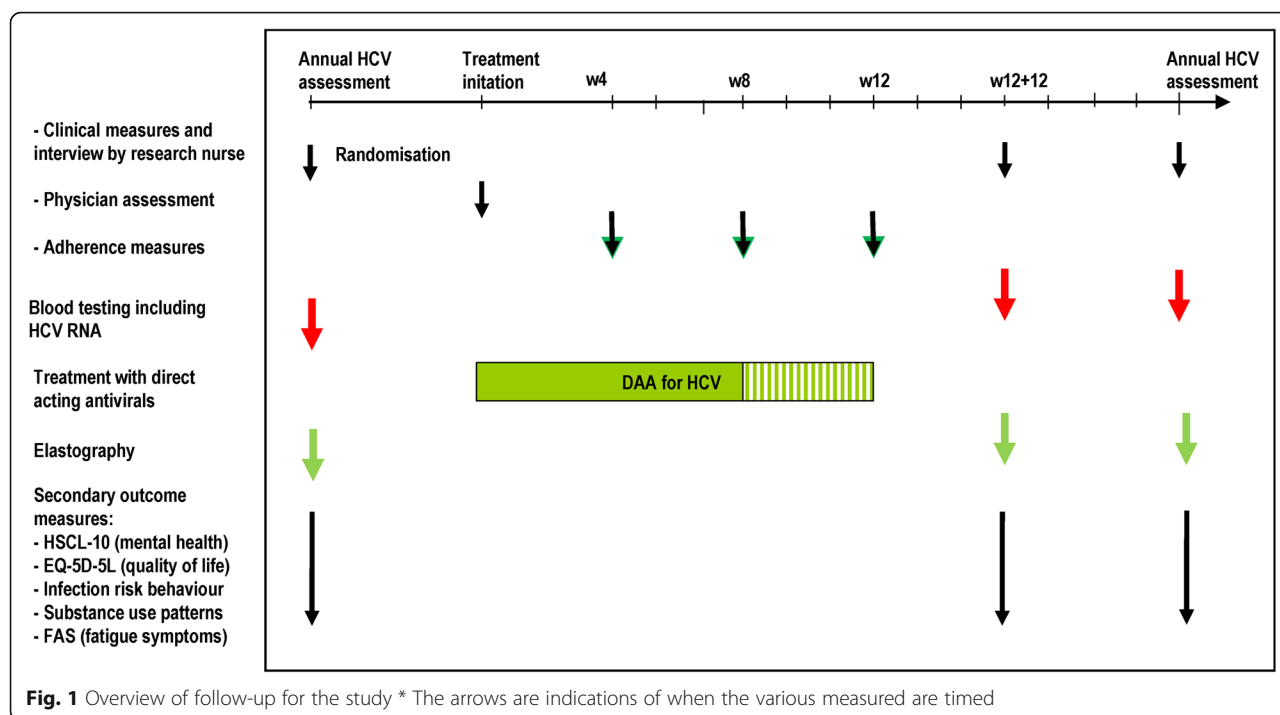 Annual HCV
assessment
Treatment
initation
w4
w8
w12
w12+12
Annual HCV
assessment
- Clinical measures and
interview by research nurse
Randomisation
- Physician assessment
- Adherence measures
Blood testing including
HCV RNA
Treatment with direct
acting antivirals
DAA for HCV
Elastography
Secondary outcome
measures:
- HSCL-10 (mental health)
- EQ-5D-5L (quality of life)
- Infection risk behaviour
- Substance use patterns
- FAS (fatigue symptoms)
Fig. 1 Overview of follow-up for the study * The arrows are indications of when the various measured are timed